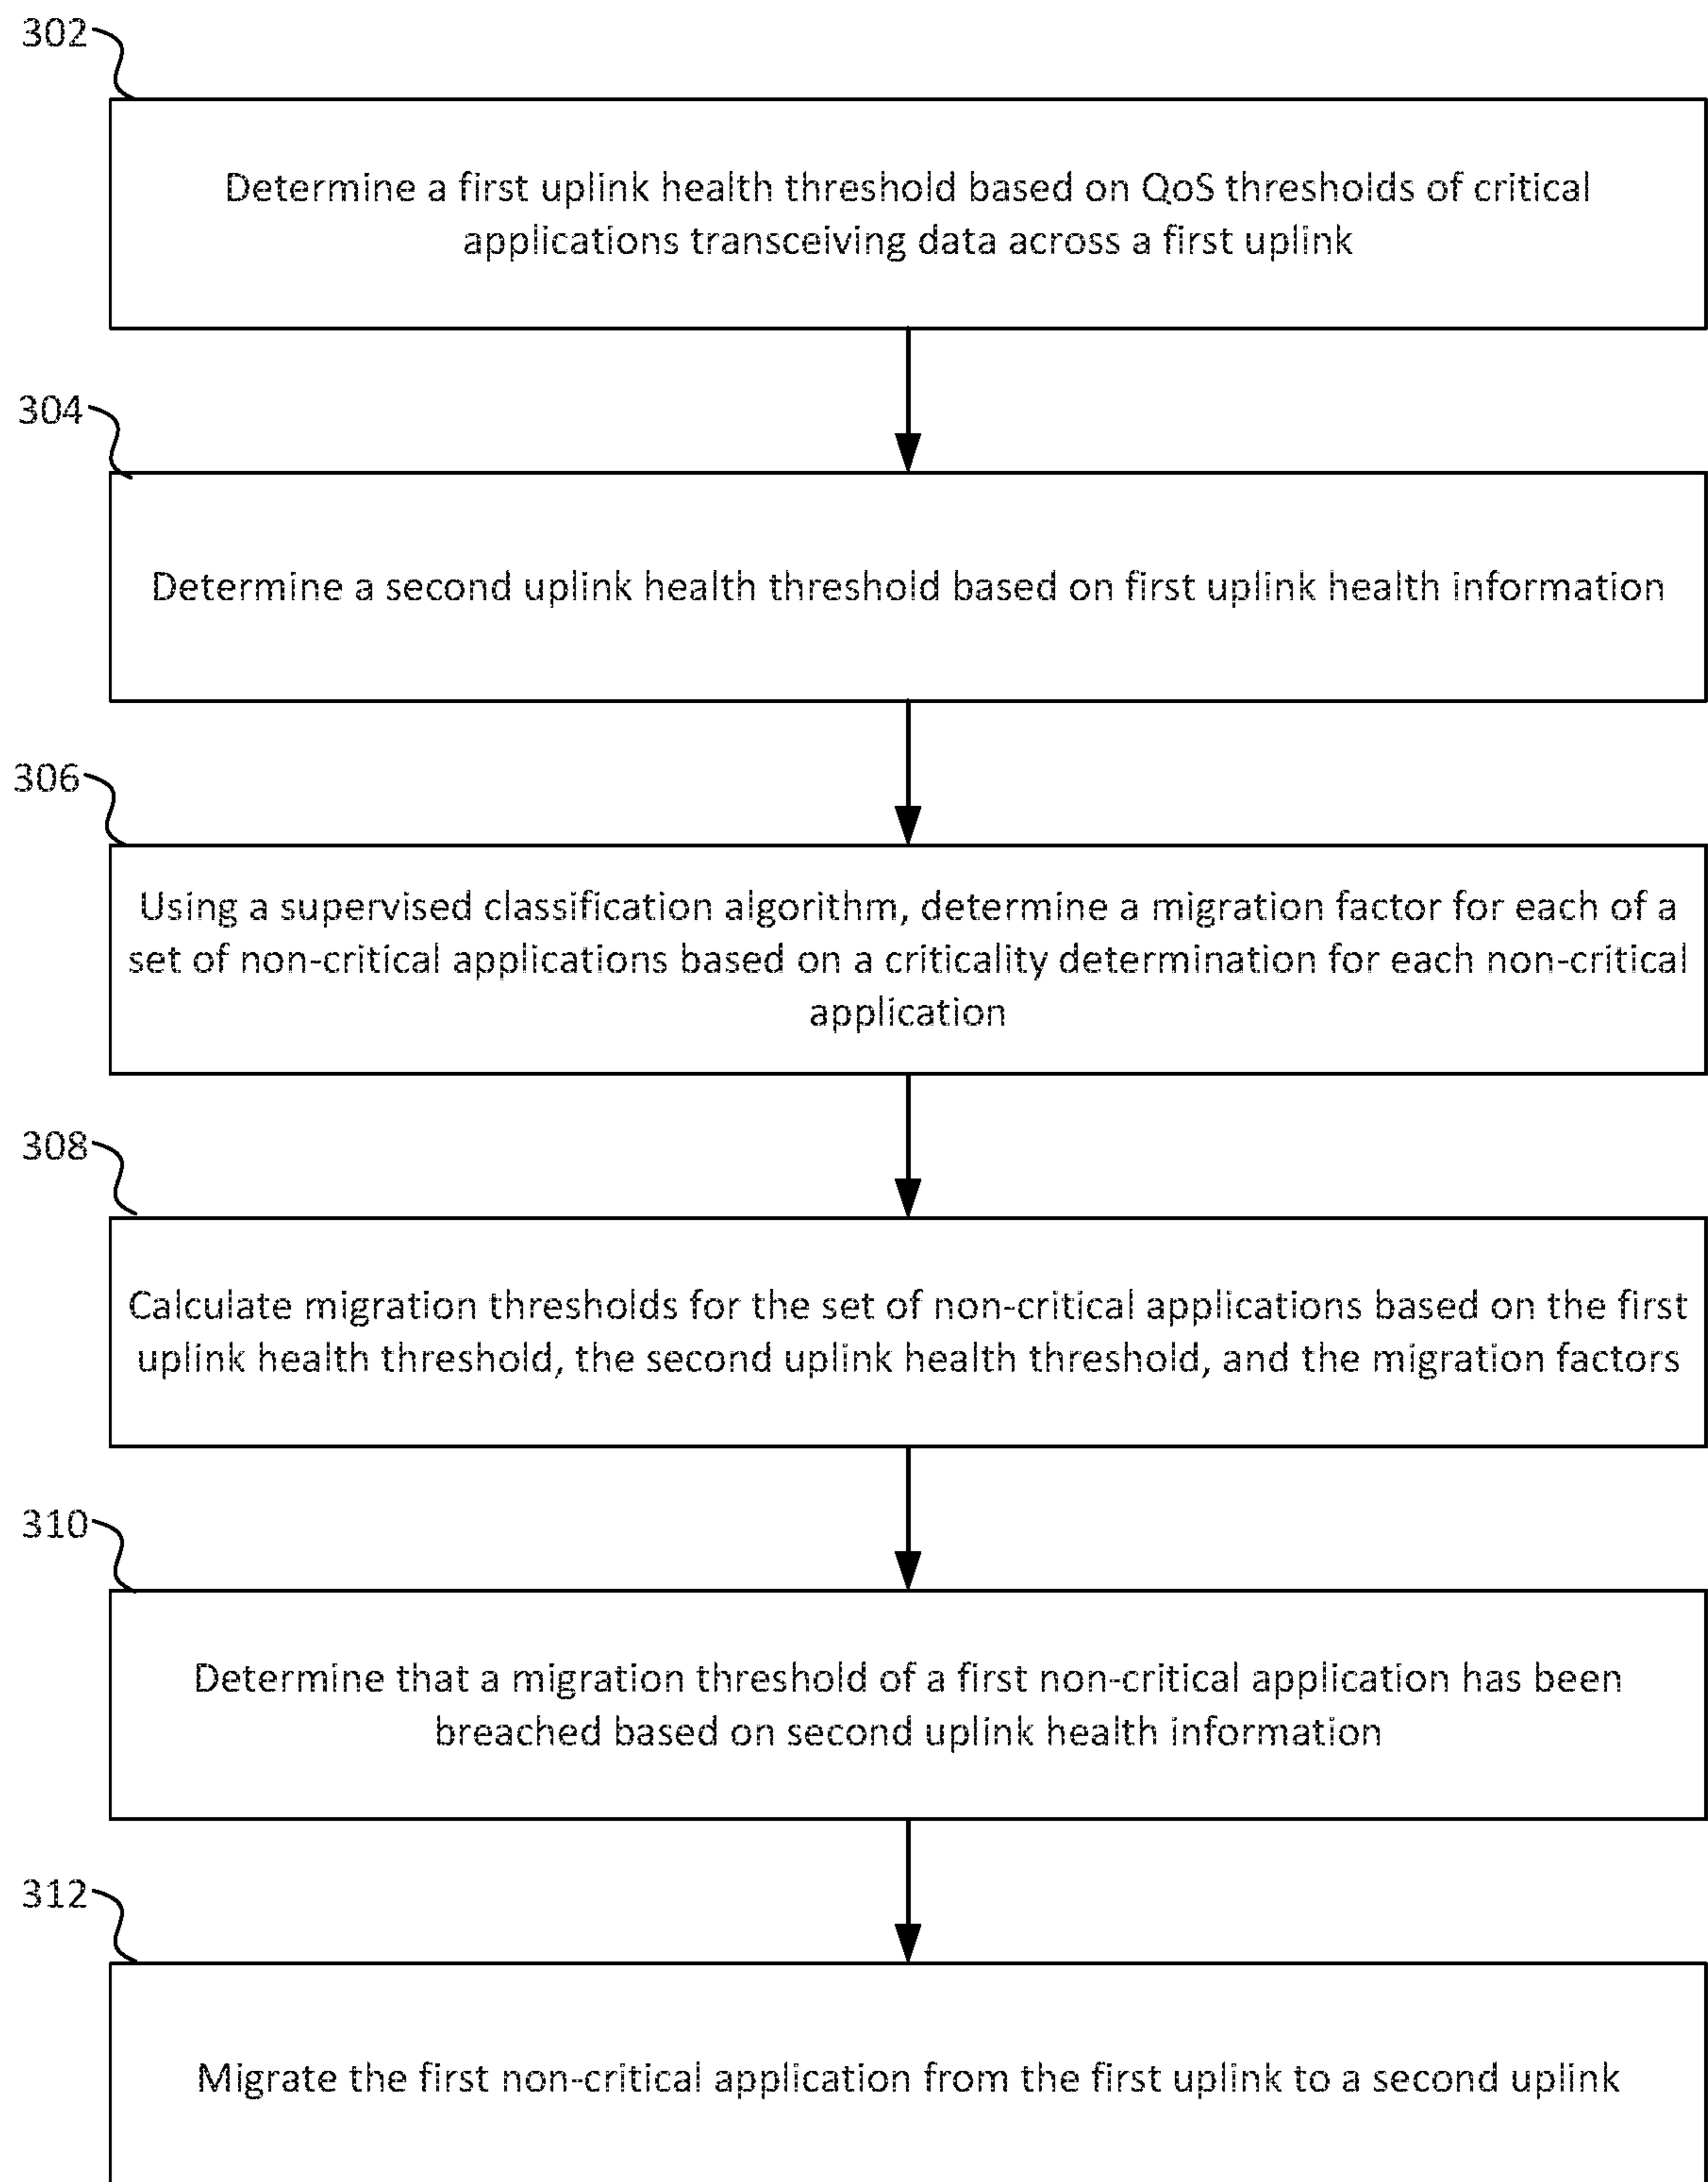 302
Determine a first uplink health threshold based on QoS thresholds of critical
applications transceiving data across a first uplink
304
Determine a second uplink health threshold based on first uplink health information
306
Using a supervised classification algorithm, determine a migration factor for each of a
set of non-critical applications based on a criticality determination for each non-critical
application
308
Calculate migration thresholds for the set of non-critical applications based on the first
uplink health threshold, the second uplink health threshold, and the migration factors
310
Determine that a migration threshold of a first non-critical application has been
breached based on second uplink health information
312
Migrate the first non-critical application from the first uplink to a second uplink